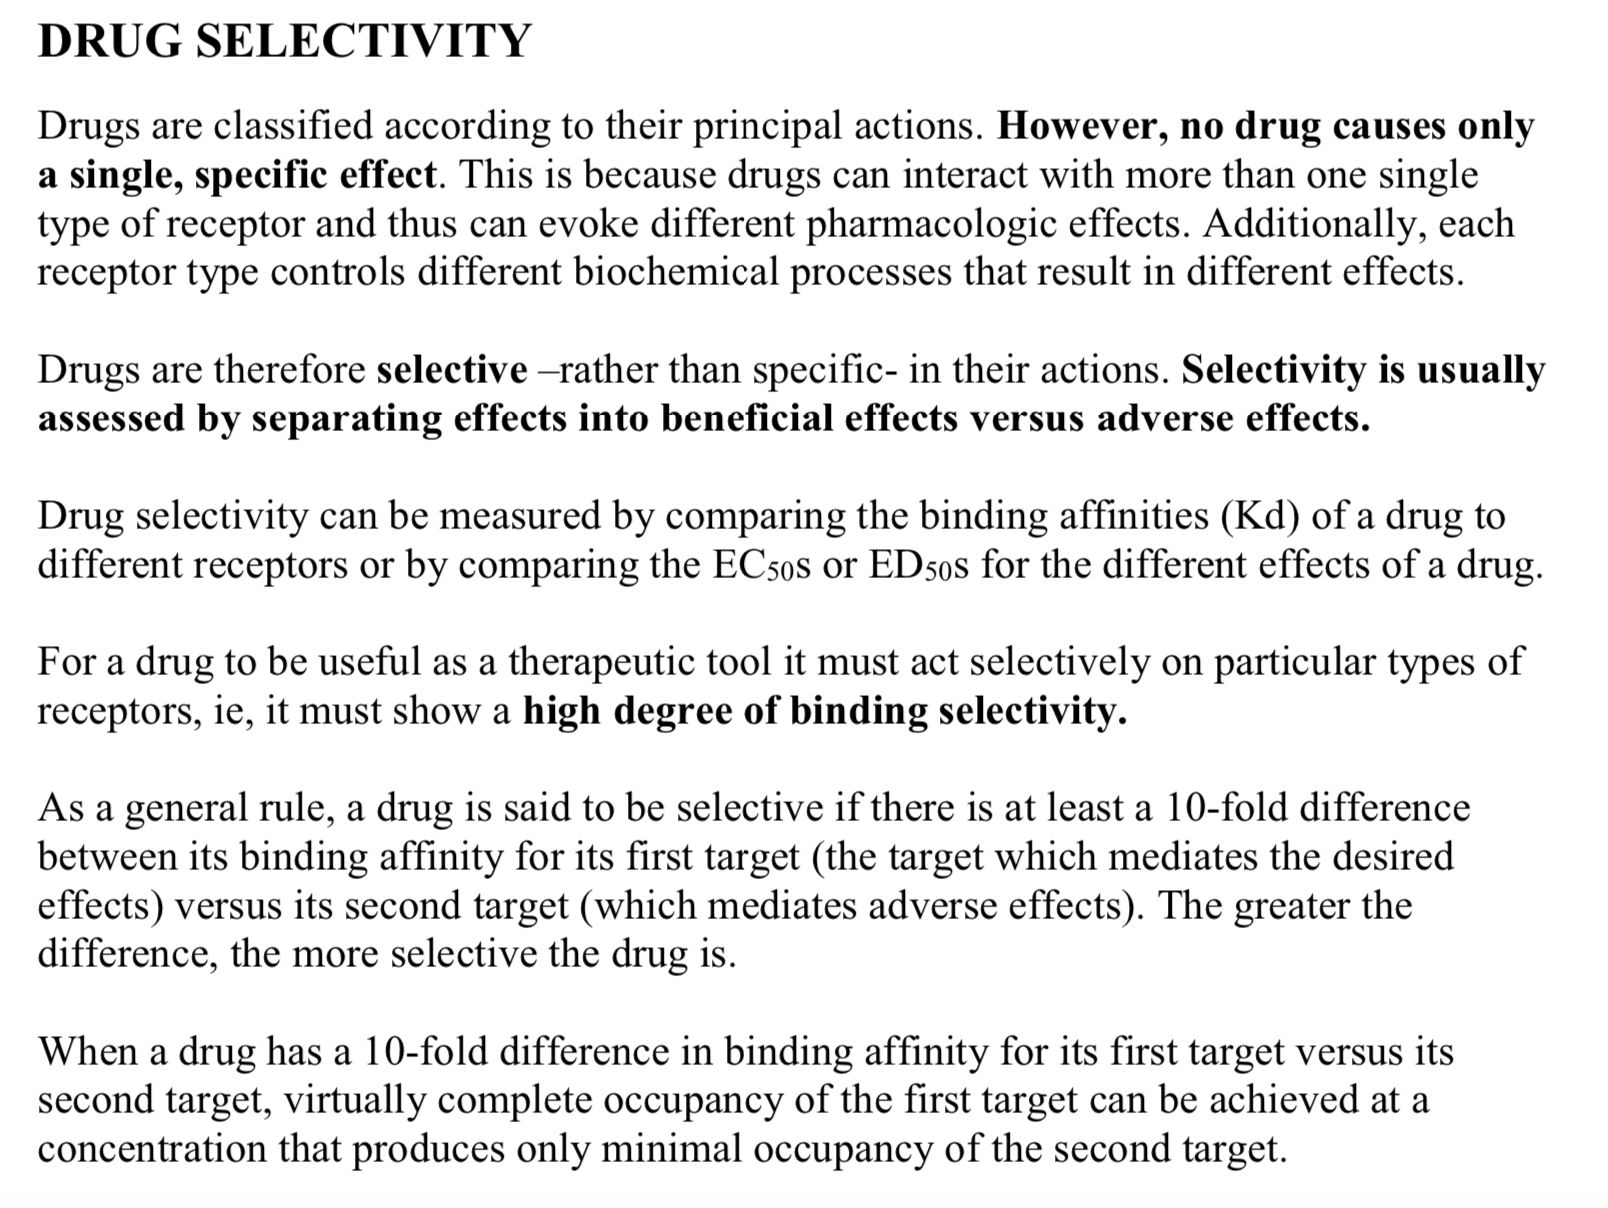 DRUG SELECTIVITY
Drugs are classified according to their principal actions. However, no drug causes only
a single, specific effect. This is because drugs can interact with more than one single
type of receptor and thus can evoke different pharmacologic effects. Additionally, each
receptor type controls different biochemical processes that result in different effects.
Drugs are therefore selective –rather than specific- in their actions. Selectivity is usually
assessed by separating effects into beneficial effects versus adverse effects.
Drug selectivity can be measured by comparing the binding affinities (Kd) of a drug to
different receptors or by comparing the EC50s or ED50s for the different effects of a drug.
For a drug to be useful as a therapeutic tool it must act selectively on particular types of
receptors, ie, it must show a high degree of binding selectivity.
As a general rule, a drug is said to be selective if there is at least a 10-fold difference
between its binding affinity for its first target (the target which mediates the desired
effects) versus its second target (which mediates adverse effects). The greater the
difference, the more selective the drug is.
When a drug has a 10-fold difference in binding affinity for its first target versus its
second target, virtually complete occupancy of the first target can be achieved at a
concentration that produces only minimal occupancy of the second target.